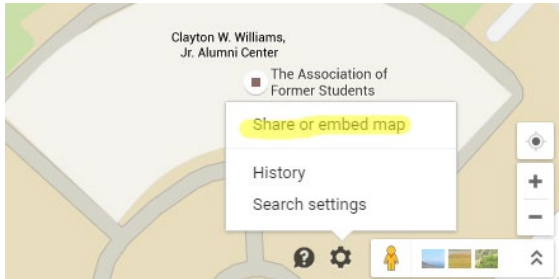 Clayton W. Williams,
Jr. Alumni Center
The Association of
Former Students
Share or embed map
History
Search settings